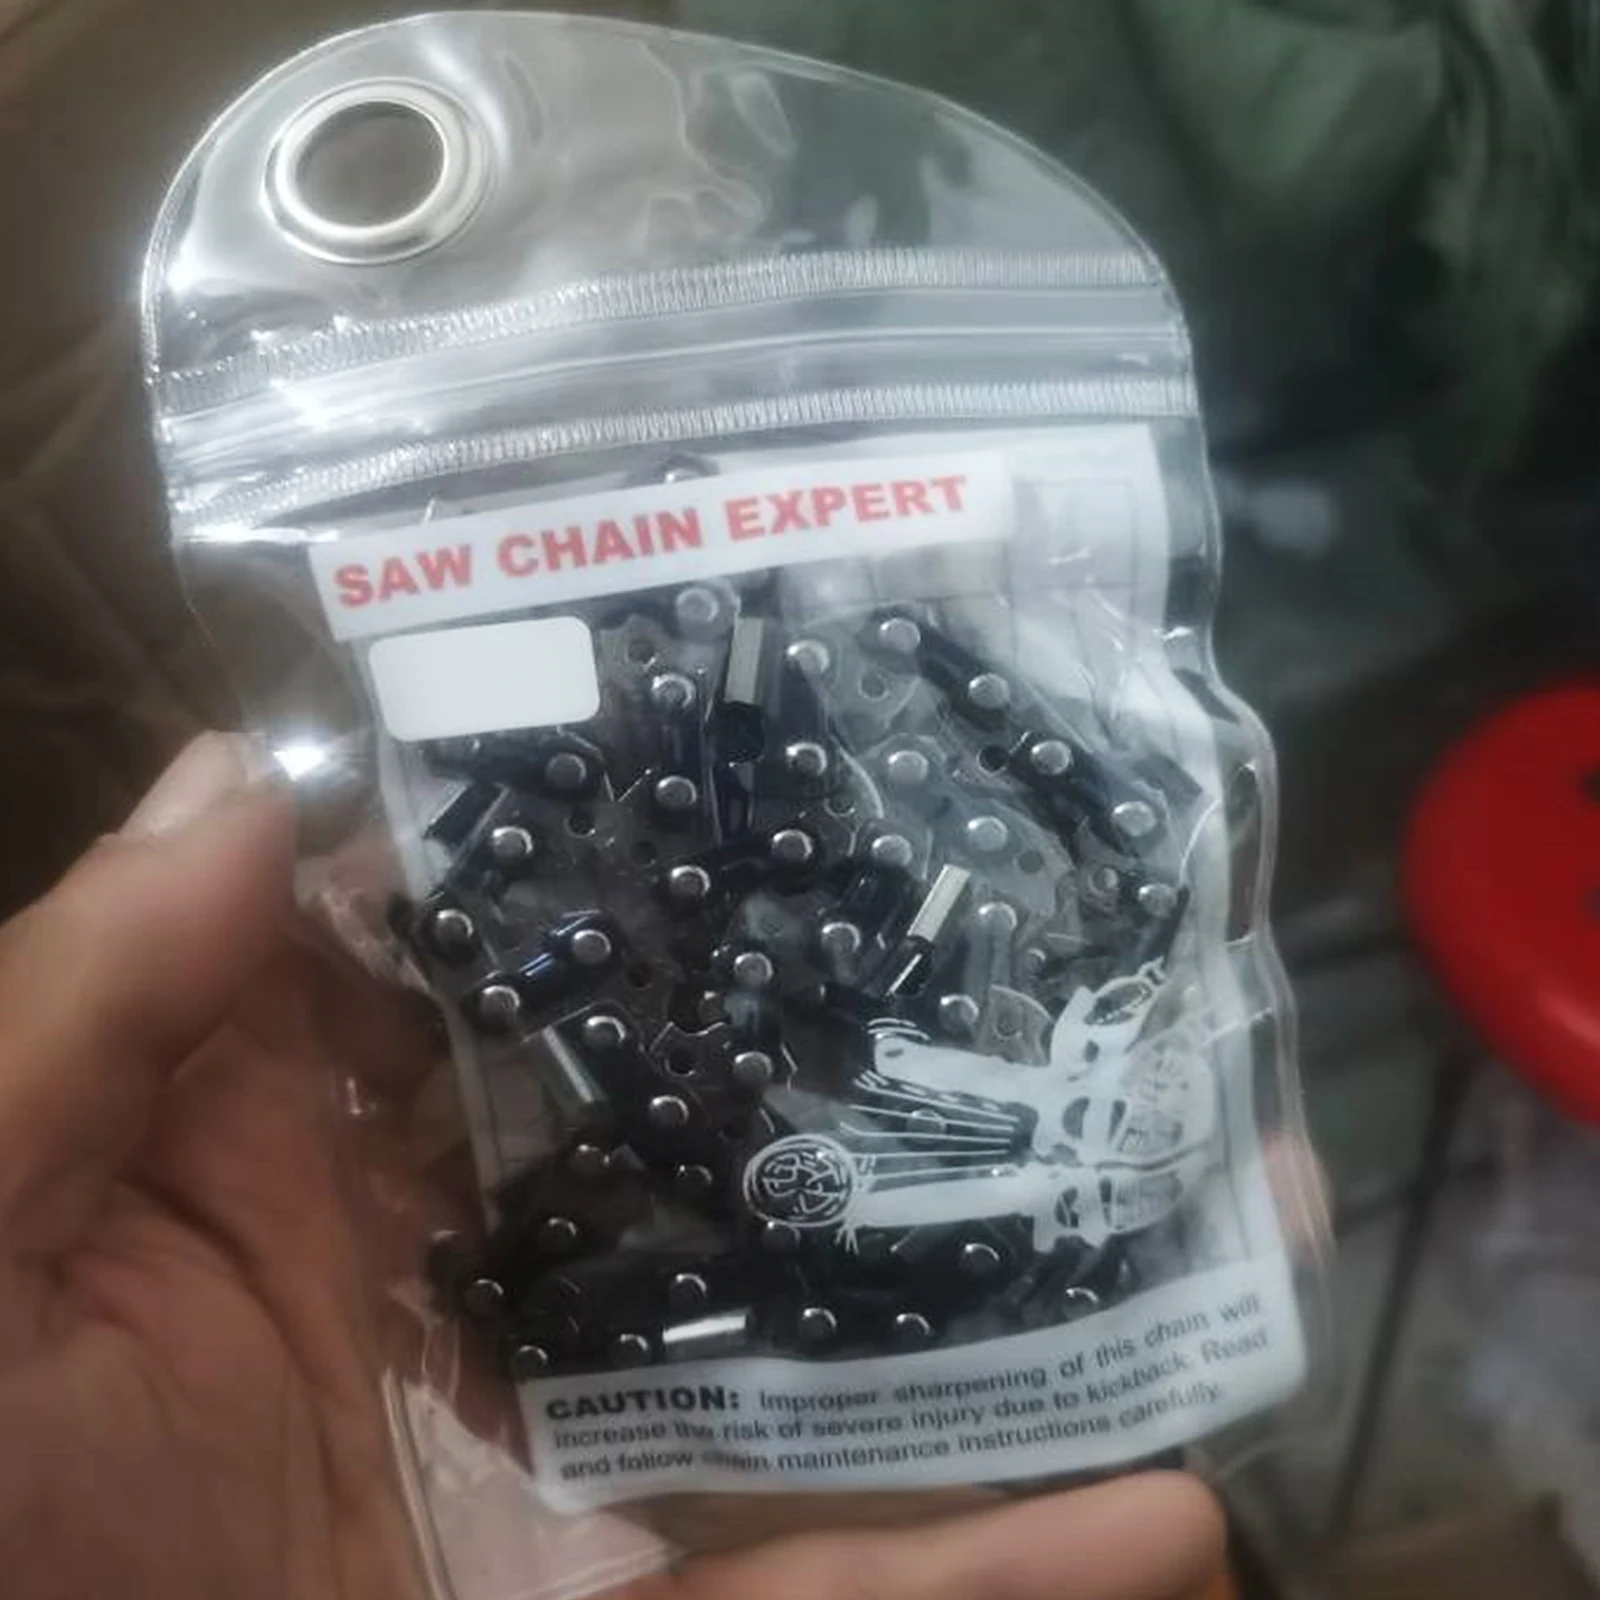 SAW CHAIN EXPERT
CAUTION: Improper sharpening of this chain will
increase the risk of severe injury due to kickback. Read
and follow chain maintenance instructions carefully.